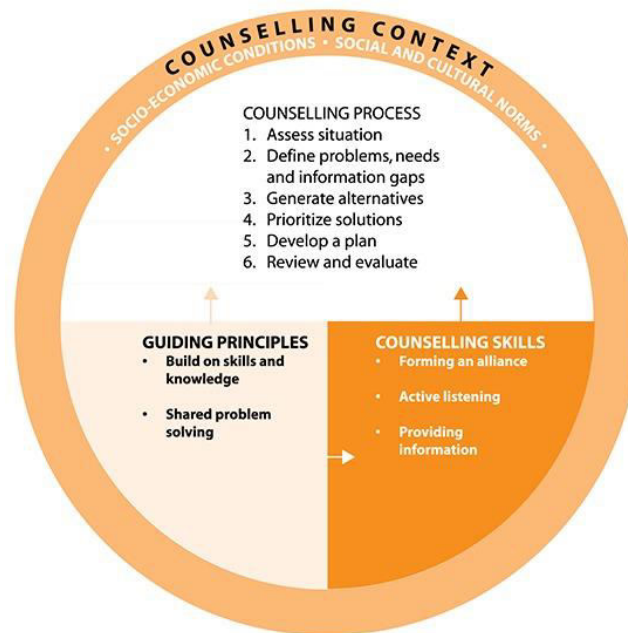 COUNSELLING CONTEXT
• SOCIO-ECONOMIC CONDITIONS • SOCIAL AND CULTURAL NORMS •
COUNSELLING PROCESS
1. Assess situation
2. Define problems, needs
and information gaps
3. Generate alternatives
4. Prioritize solutions
5. Develop a plan
6. Review and evaluate
GUIDING PRINCIPLES
• Build on skills and
knowledge
• Shared problem
solving
COUNSELLING SKILLS
• Forming an alliance
• Active listening
• Providing
information